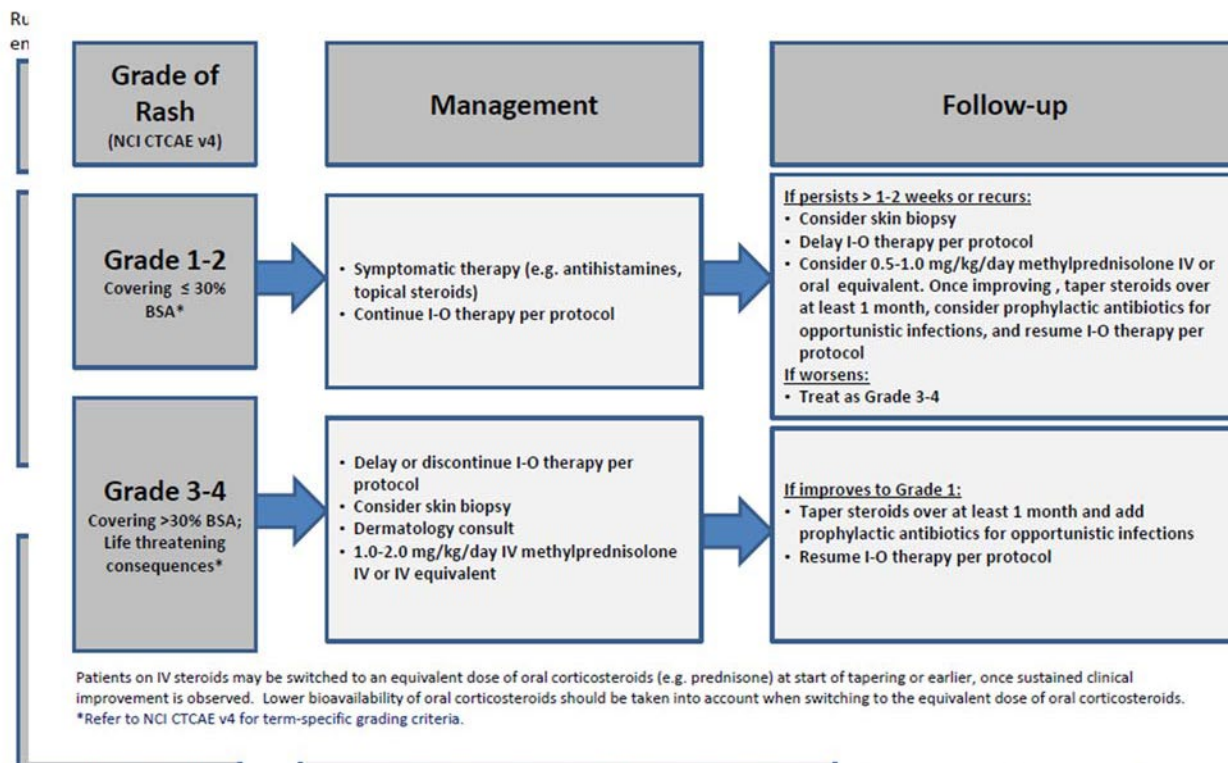 Ru
en
Grade of
Rash
(NCI CTCAE v4)
Management
Follow-up
Grade 1-2
Covering ≤ 30%
BSA*
• Symptomatic therapy (e.g. antihistamines,
topical steroids)
• Continue I-O therapy per protocol
If persists > 1-2 weeks or recurs:
• Consider skin biopsy
• Delay I-O therapy per protocol
• Consider 0.5-1.0 mg/kg/day methylprednisolone IV or
oral equivalent. Once improving , taper steroids over
at least 1 month, consider prophylactic antibiotics for
opportunistic infections, and resume I-O therapy per
protocol
If worsens:
• Treat as Grade 3-4
Grade 3-4
Covering >30% BSA;
Life threatening
consequences*
• Delay or discontinue I-O therapy per
protocol
• Consider skin biopsy
• Dermatology consult
• 1.0-2.0 mg/kg/day IV methylprednisolone
IV or IV equivalent
If improves to Grade 1:
• Taper steroids over at least 1 month and add
prophylactic antibiotics for opportunistic infections
• Resume I-O therapy per protocol
Patients on IV steroids may be switched to an equivalent dose of oral corticosteroids (e.g. prednisone) at start of tapering or earlier, once sustained clinical
improvement is observed. Lower bioavailability of oral corticosteroids should be taken into account when switching to the equivalent dose of oral corticosteroids.
*Refer to NCI CTCAE v4 for term-specific grading criteria.